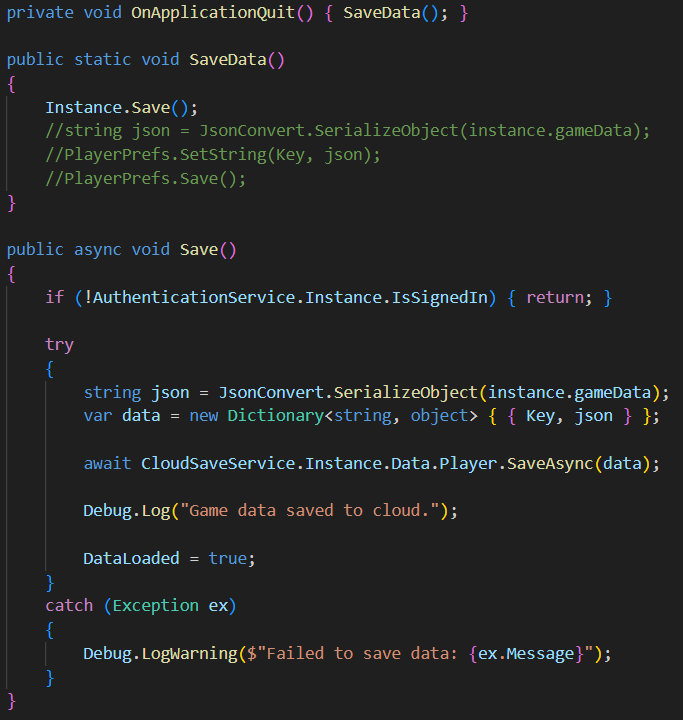 private void OnApplicationQuit() { SaveData(); }
public static void SaveData()
{
Instance.Save();
//string json = JsonConvert.SerializeObject(instance.gameData);
//PlayerPrefs.SetString(Key, json);
//PlayerPrefs.Save();
}
public async void Save()
{
if (!AuthenticationService.Instance.IsSignedIn) { return; }
try
{
string json = JsonConvert.SerializeObject(instance.gameData);
var data = new Dictionary<string, object> { { Key, json } };
await CloudSaveService.Instance.Data.Player.SaveAsync(data);
Debug.Log("Game data saved to cloud.");
DataLoaded = true;
}
catch (Exception ex)
{
Debug.LogWarning($"Failed to save data: {ex.Message}");
}
}